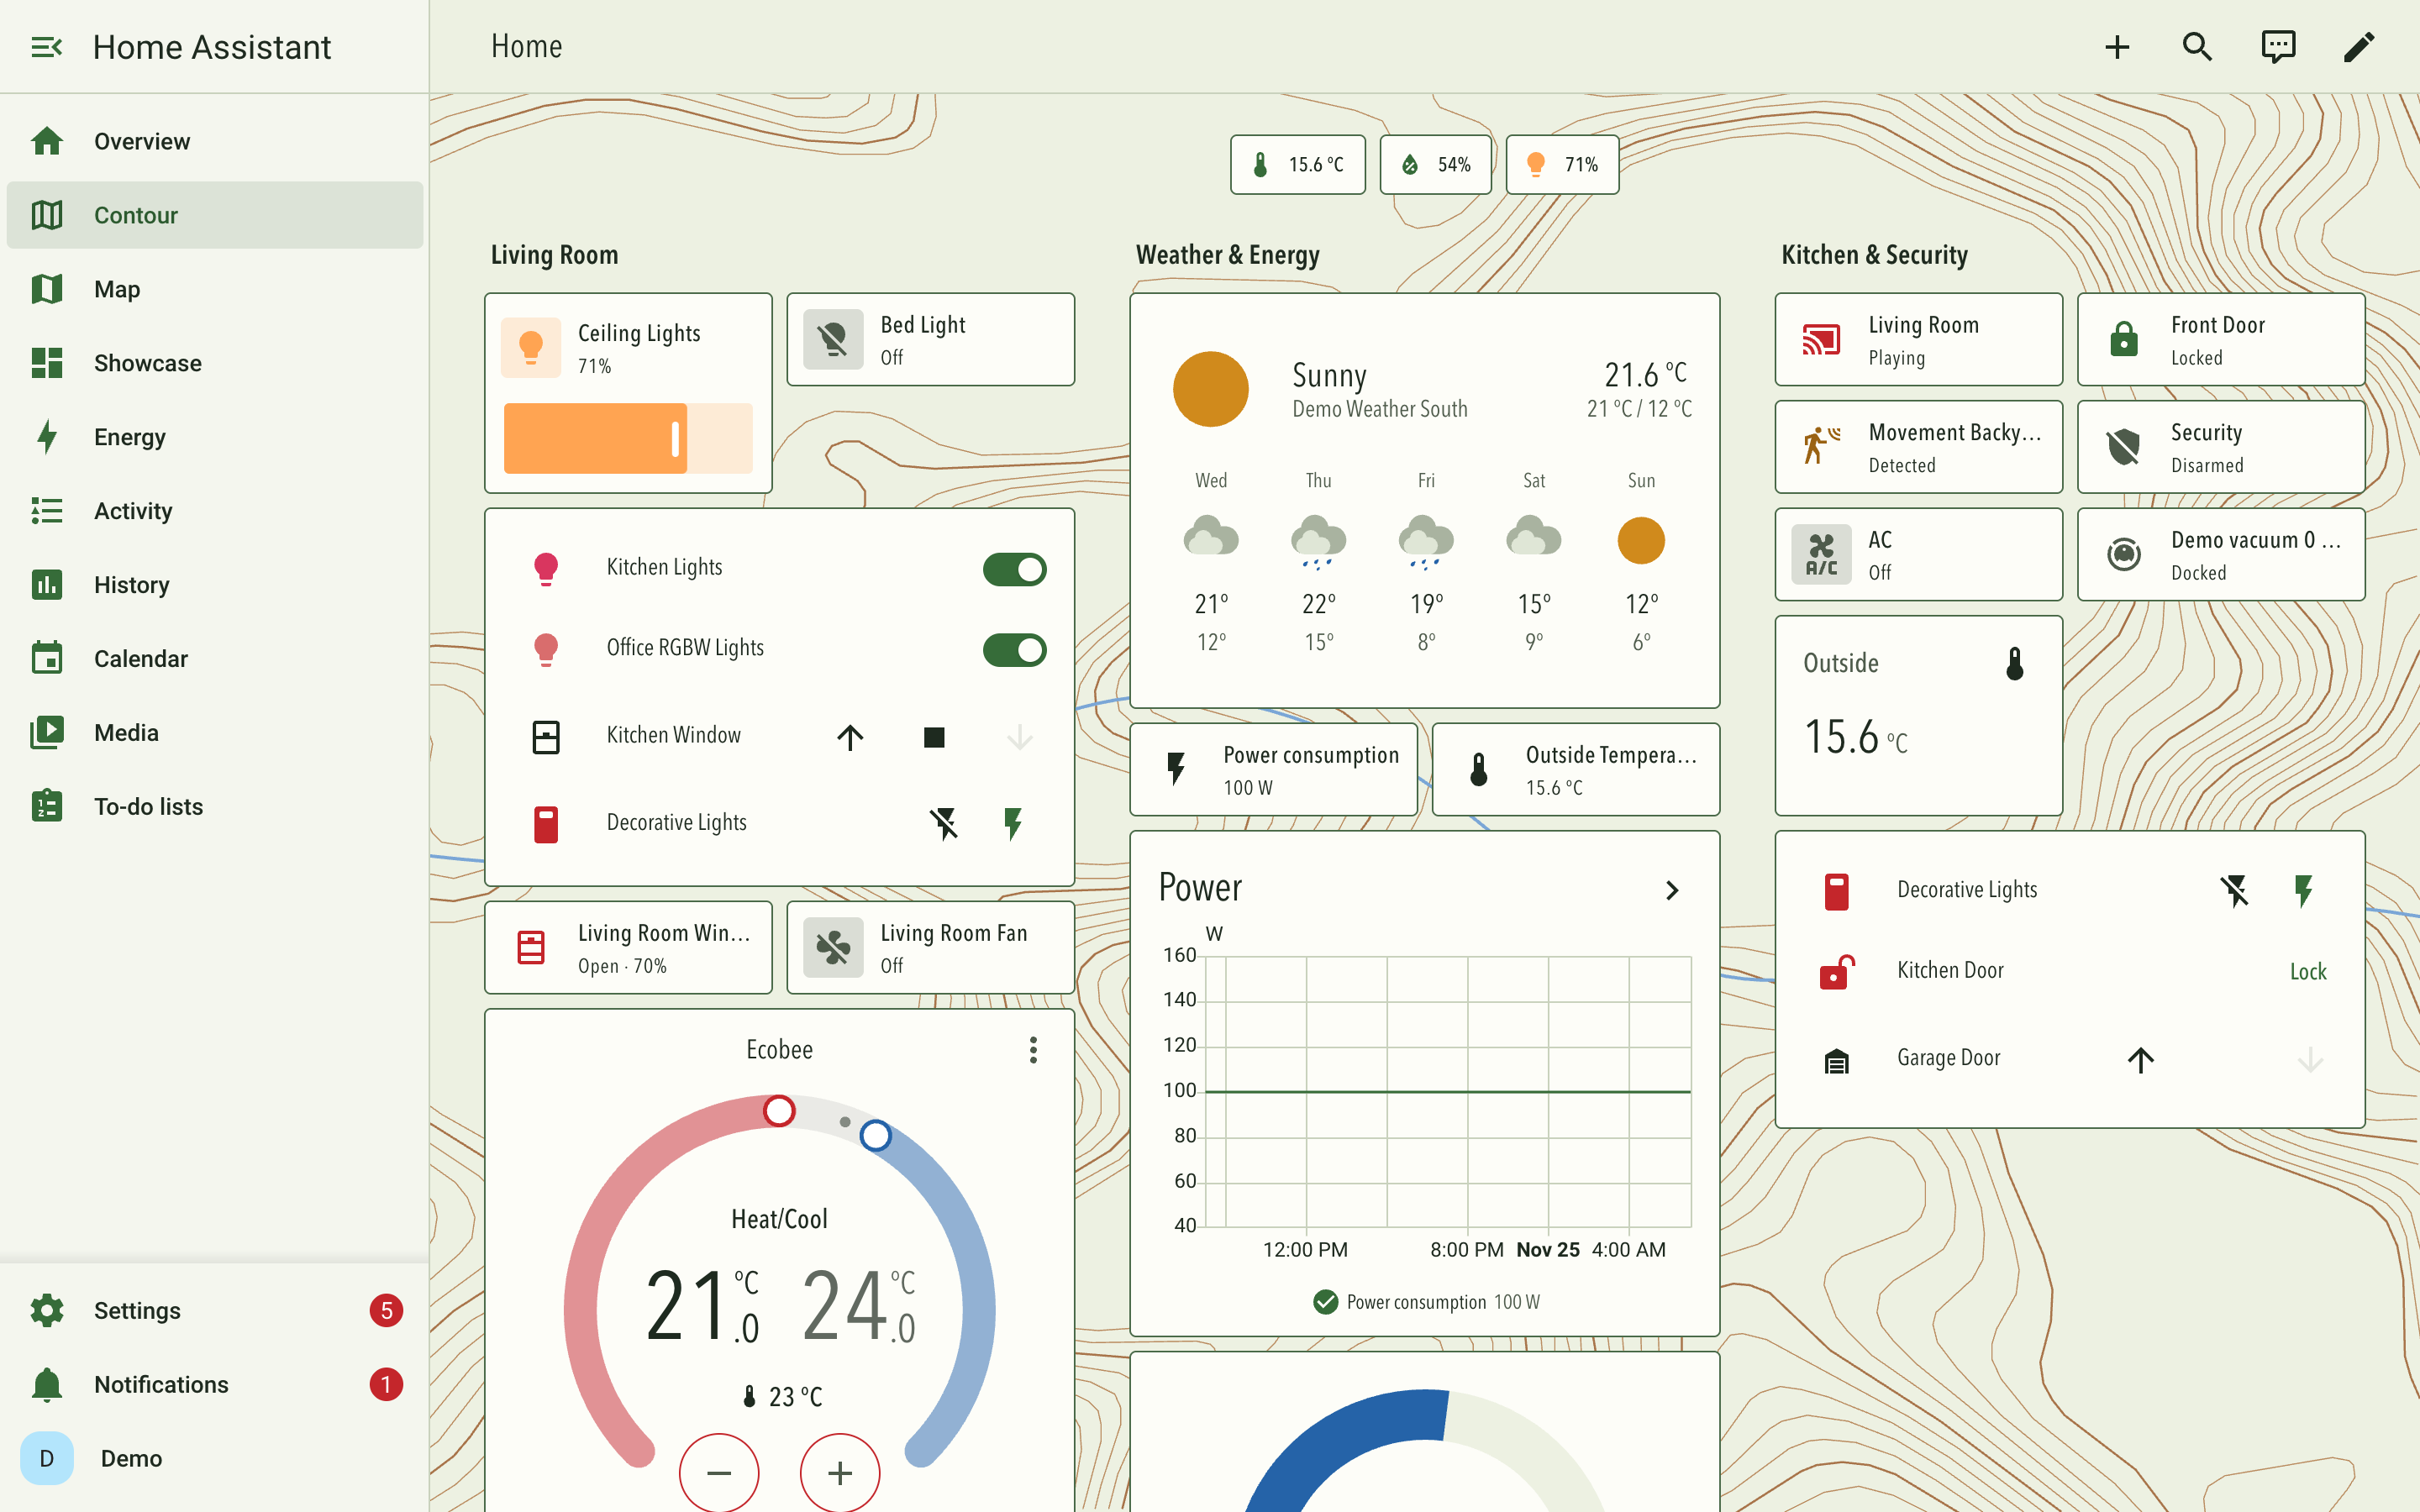 Home Assistant
Overview
Contour
Map
Showcase
Energy
Activity
History
Calendar
Media
To-do lists
Settings 5
Notifications 1
D Demo
Home
15.6 °C 54% 71%
Living Room
Ceiling Lights
71%
Bed Light
Off
Kitchen Lights
Office RGBW Lights
Kitchen Window
Decorative Lights
Living Room Win…
Open · 70%
Living Room Fan
Off
Ecobee
Heat/Cool
21.0 °C 24.0 °C
23 °C
Weather & Energy
Sunny
Demo Weather South
21.6 °C
21 °C / 12 °C
Wed Thu Fri Sat Sun
21° 22° 19° 15° 12°
12° 15° 8° 9° 6°
Power consumption
100 W
Outside Tempera…
15.6 °C
Power
W
160
140
120
100
80
60
40
12:00 PM 8:00 PM Nov 25 4:00 AM
Power consumption 100 W
Kitchen & Security
Living Room
Playing
Front Door
Locked
Movement Backy…
Detected
Security
Disarmed
A/C
AC
Off
Demo vacuum 0 …
Docked
Outside
15.6 °C
Decorative Lights
Kitchen Door Lock
Garage Door